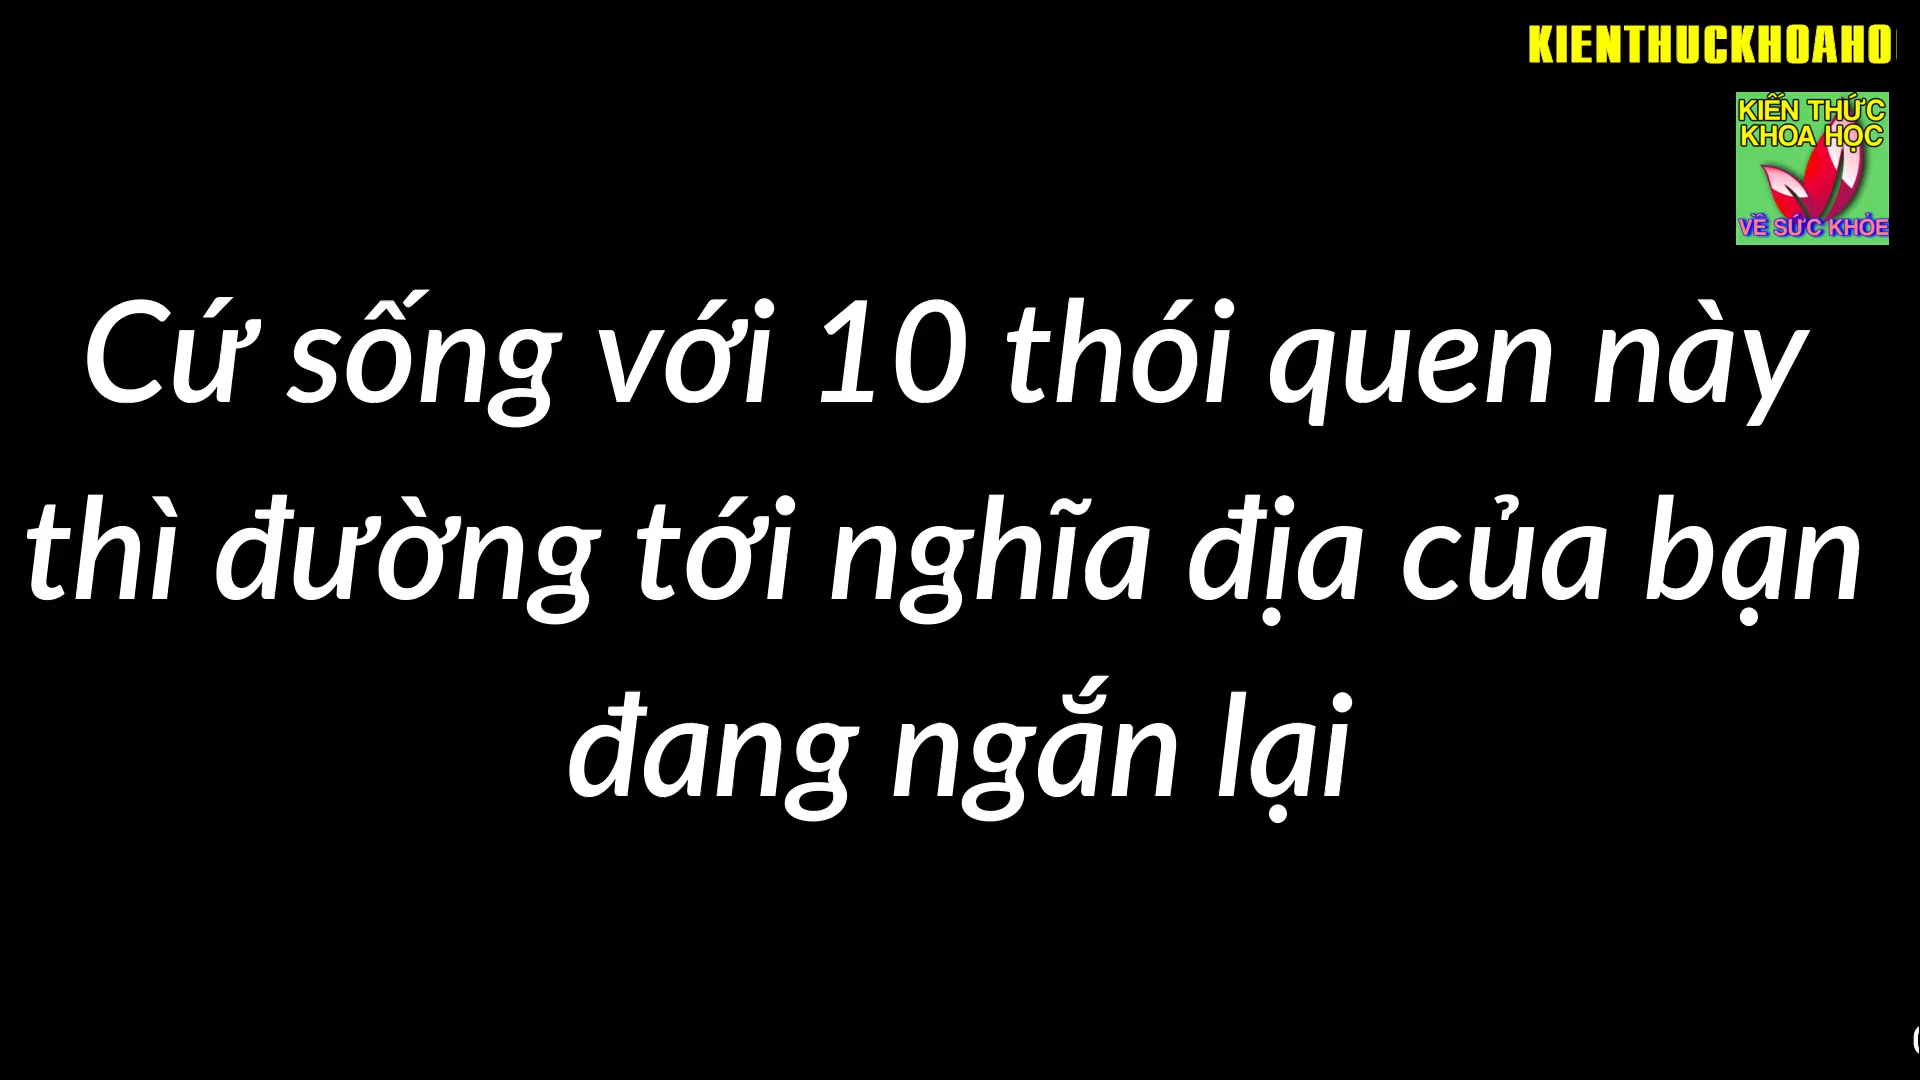 KIENTHUCKHOAHO
KIẾN THỨC
KHOA HỌC
VỀ SỨC KHỎE
Cứ sống với 10 thói quen này
thì đường tới nghĩa địa của bạn
đang ngắn lại